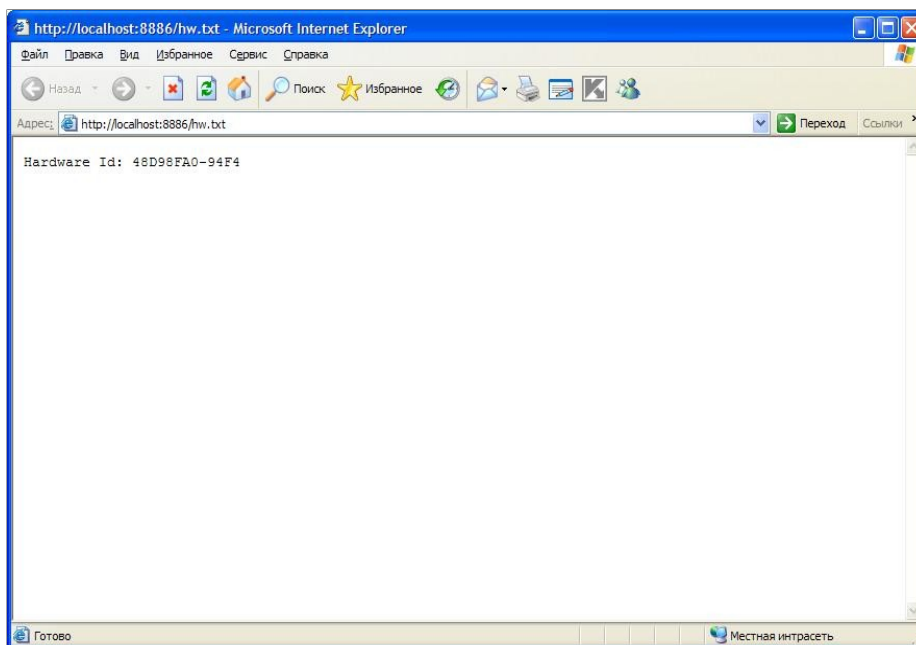 http://localhost:8886/hw.txt - Microsoft Internet Explorer
Файл Правка Вид Избранное Сервис Справка
Назад Поиск Избранное
Адрес: http://localhost:8886/hw.txt Переход Ссылки »
Hardware Id: 48D98FA0-94F4
Готово Местная интрасеть